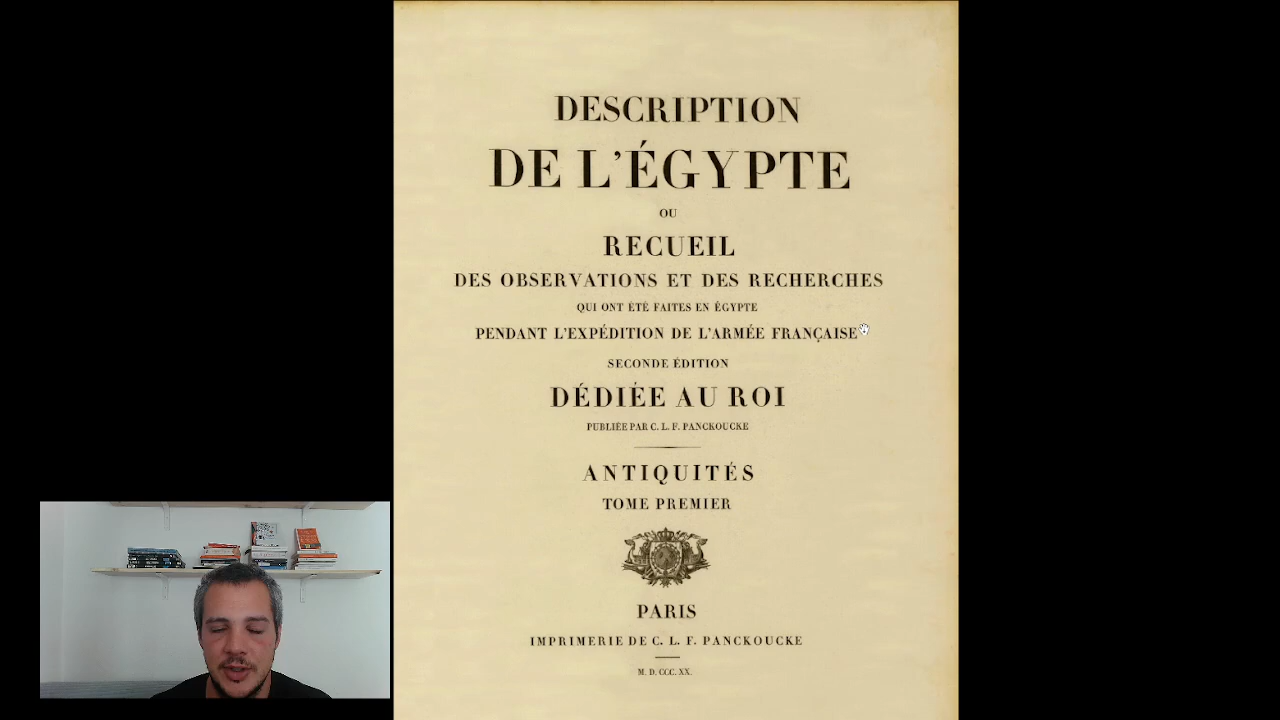 DESCRIPTION
DE L'ÉGYPTE
OU
RECUEIL
DES OBSERVATIONS ET DES RECHERCHES
QUI ONT ÉTÉ FAITES EN ÉGYPTE
PENDANT L'EXPÉDITION DE L'ARMÉE FRANÇAISE
SECONDE ÉDITION
DÉDIÉE AU ROI
PUBLIÉE PAR C. L. F. PANCKOUCKE
ANTIQUITÉS
TOME PREMIER
PARIS
IMPRIMERIE DE C. L. F. PANCKOUCKE
M. D. CCC. XX.